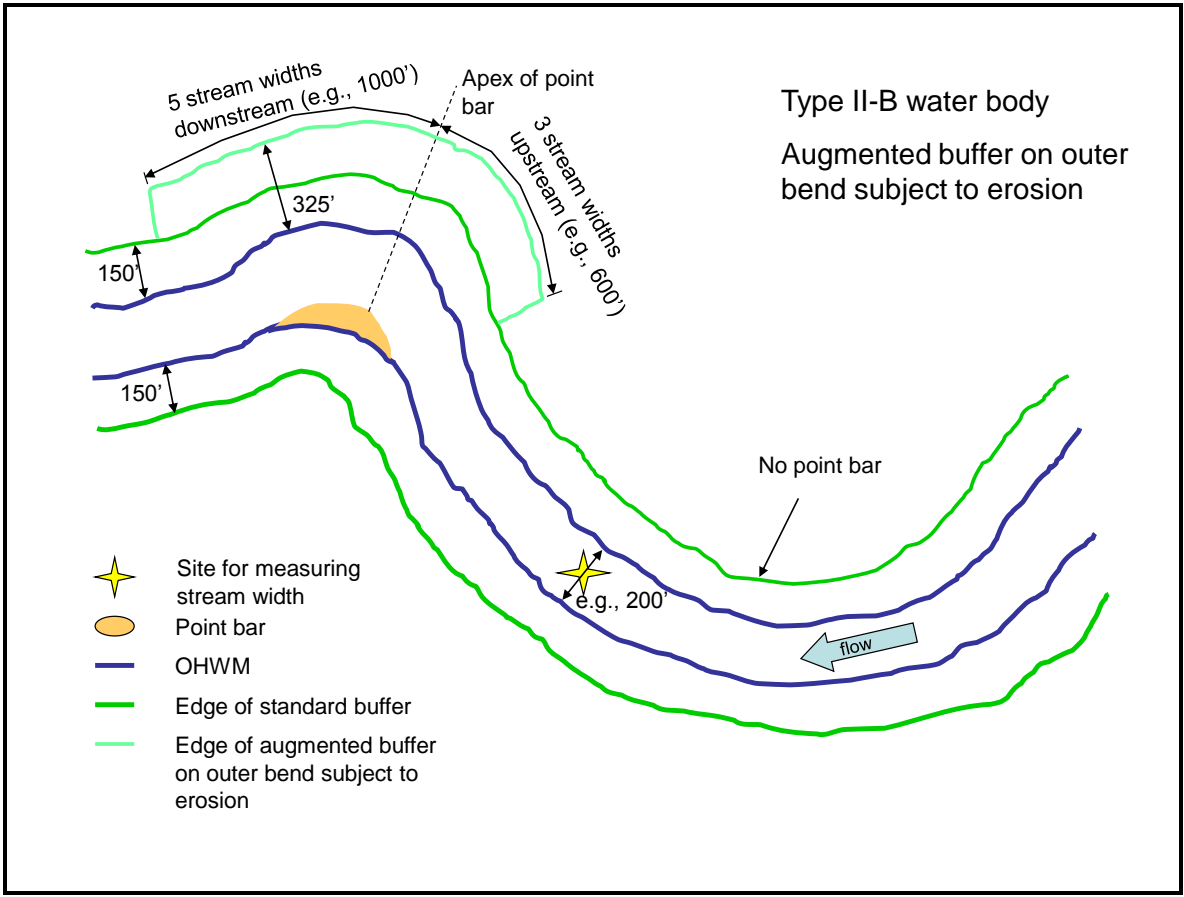 5 stream widths
downstream (e.g., 1000’)
Apex of point
bar
3 stream widths
upstream (e.g., 600’)
Type II-B water body
Augmented buffer on outer
bend subject to erosion
325’
150’
150’
No point bar
e.g., 200’
flow
Site for measuring
stream width
Point bar
OHWM
Edge of standard buffer
Edge of augmented buffer
on outer bend subject to
erosion